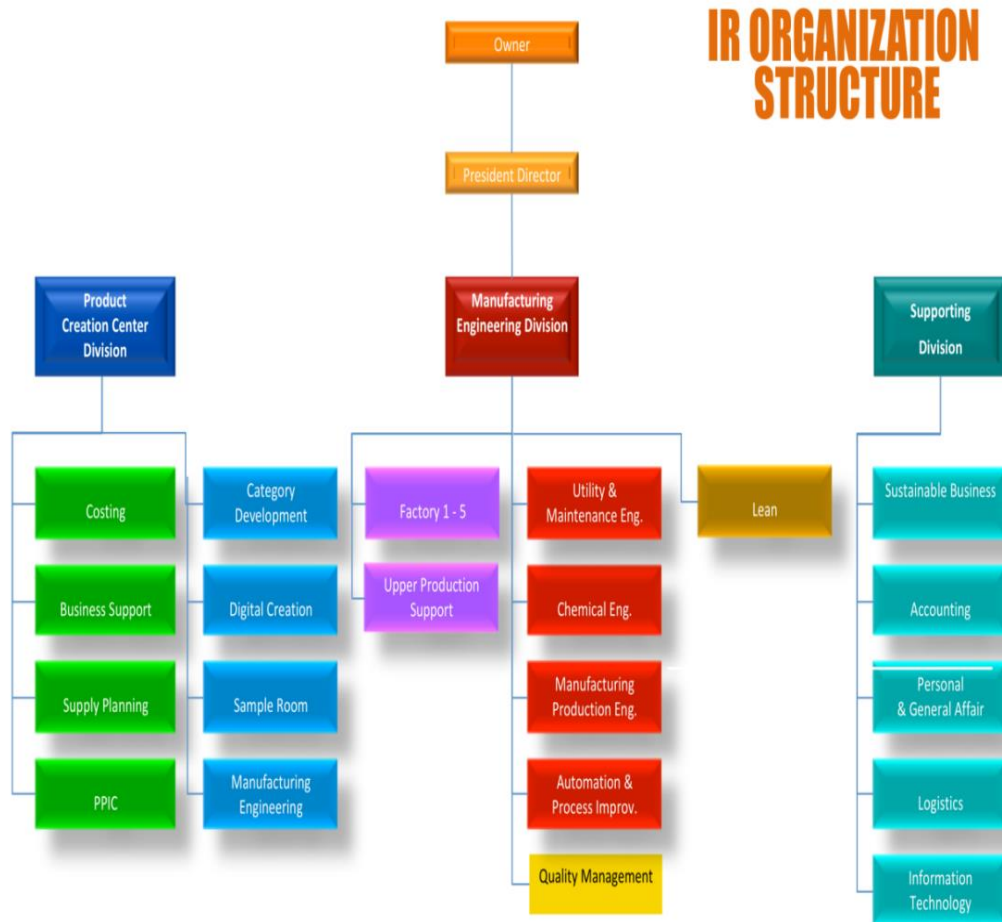 IR ORGANIZATION
STRUCTURE
Owner
President Director
Product
Creation Center
Division
Manufacturing
Engineering Division
Supporting
Division
Costing
Business Support
Supply Planning
PPIC
Category
Development
Digital Creation
Sample Room
Manufacturing
Engineering
Factory 1 - 5
Upper Production
Support
Utility &
Maintenance Eng.
Chemical Eng.
Manufacturing
Production Eng.
Automation &
Process Improv.
Quality Management
Lean
Sustainable Business
Accounting
Personal
& General Affair
Logistics
Information
Technology